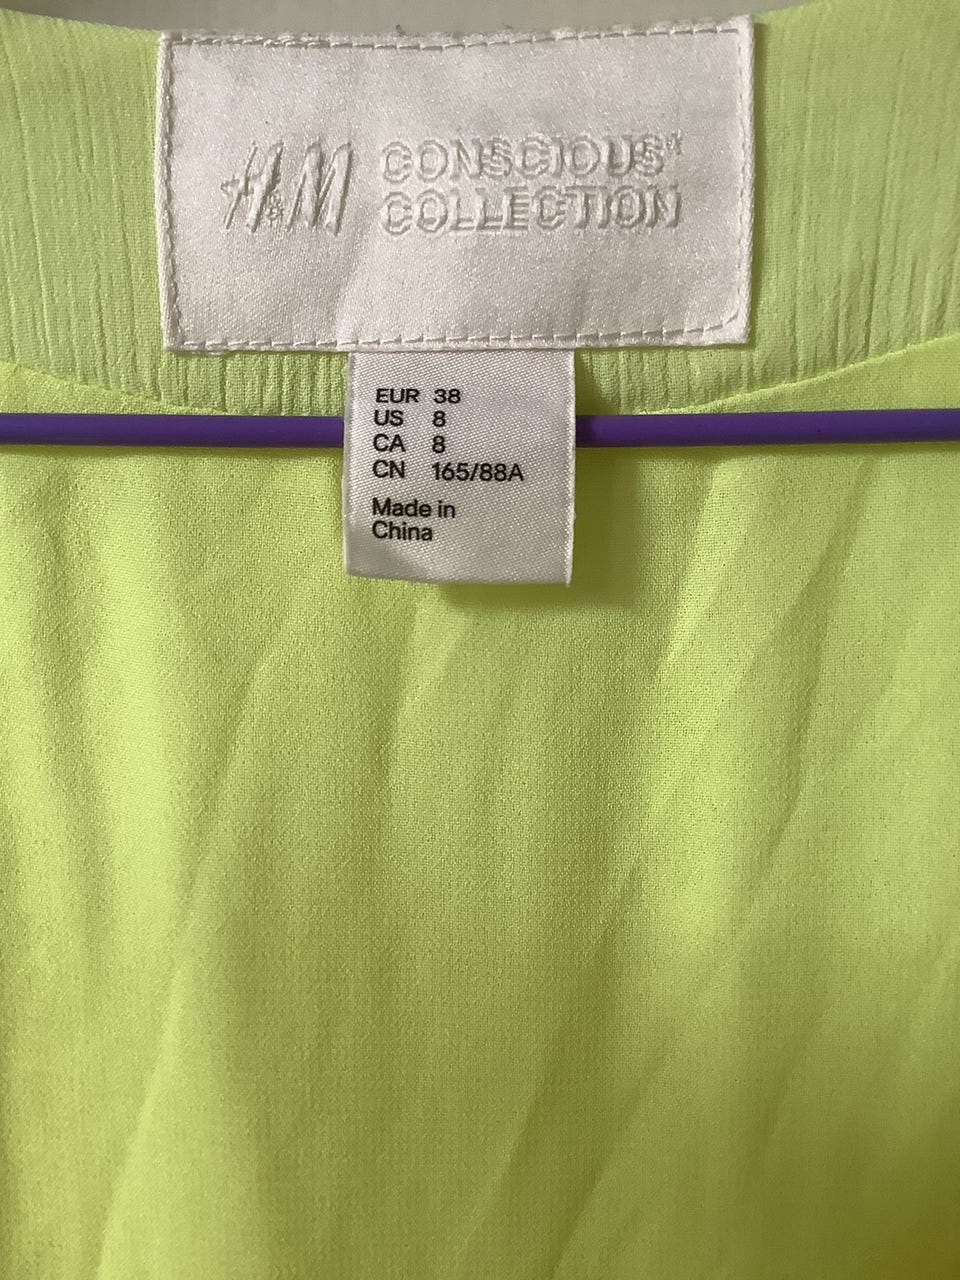 H&M CONSCIOUS
COLLECTION
EUR 38
US 8
CA 8
CN 165/88A
Made in
China